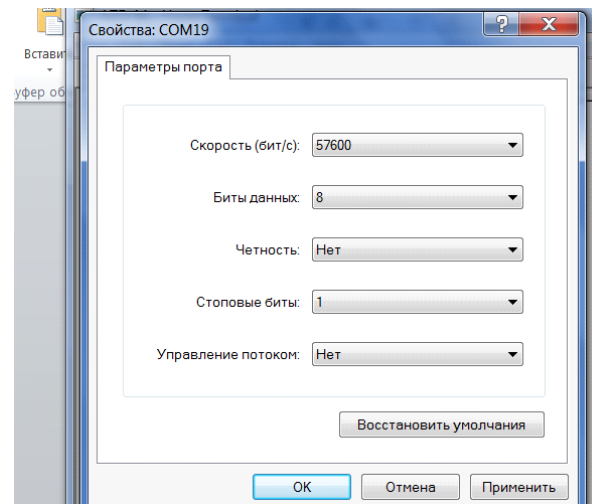 Свойства: COM19
Встави
уфер об
Параметры порта
Скорость (бит/с): 57600
Биты данных: 8
Четность: Нет
Стоповые биты: 1
Управление потоком: Нет
Восстановить умолчания
OK Отмена Применить